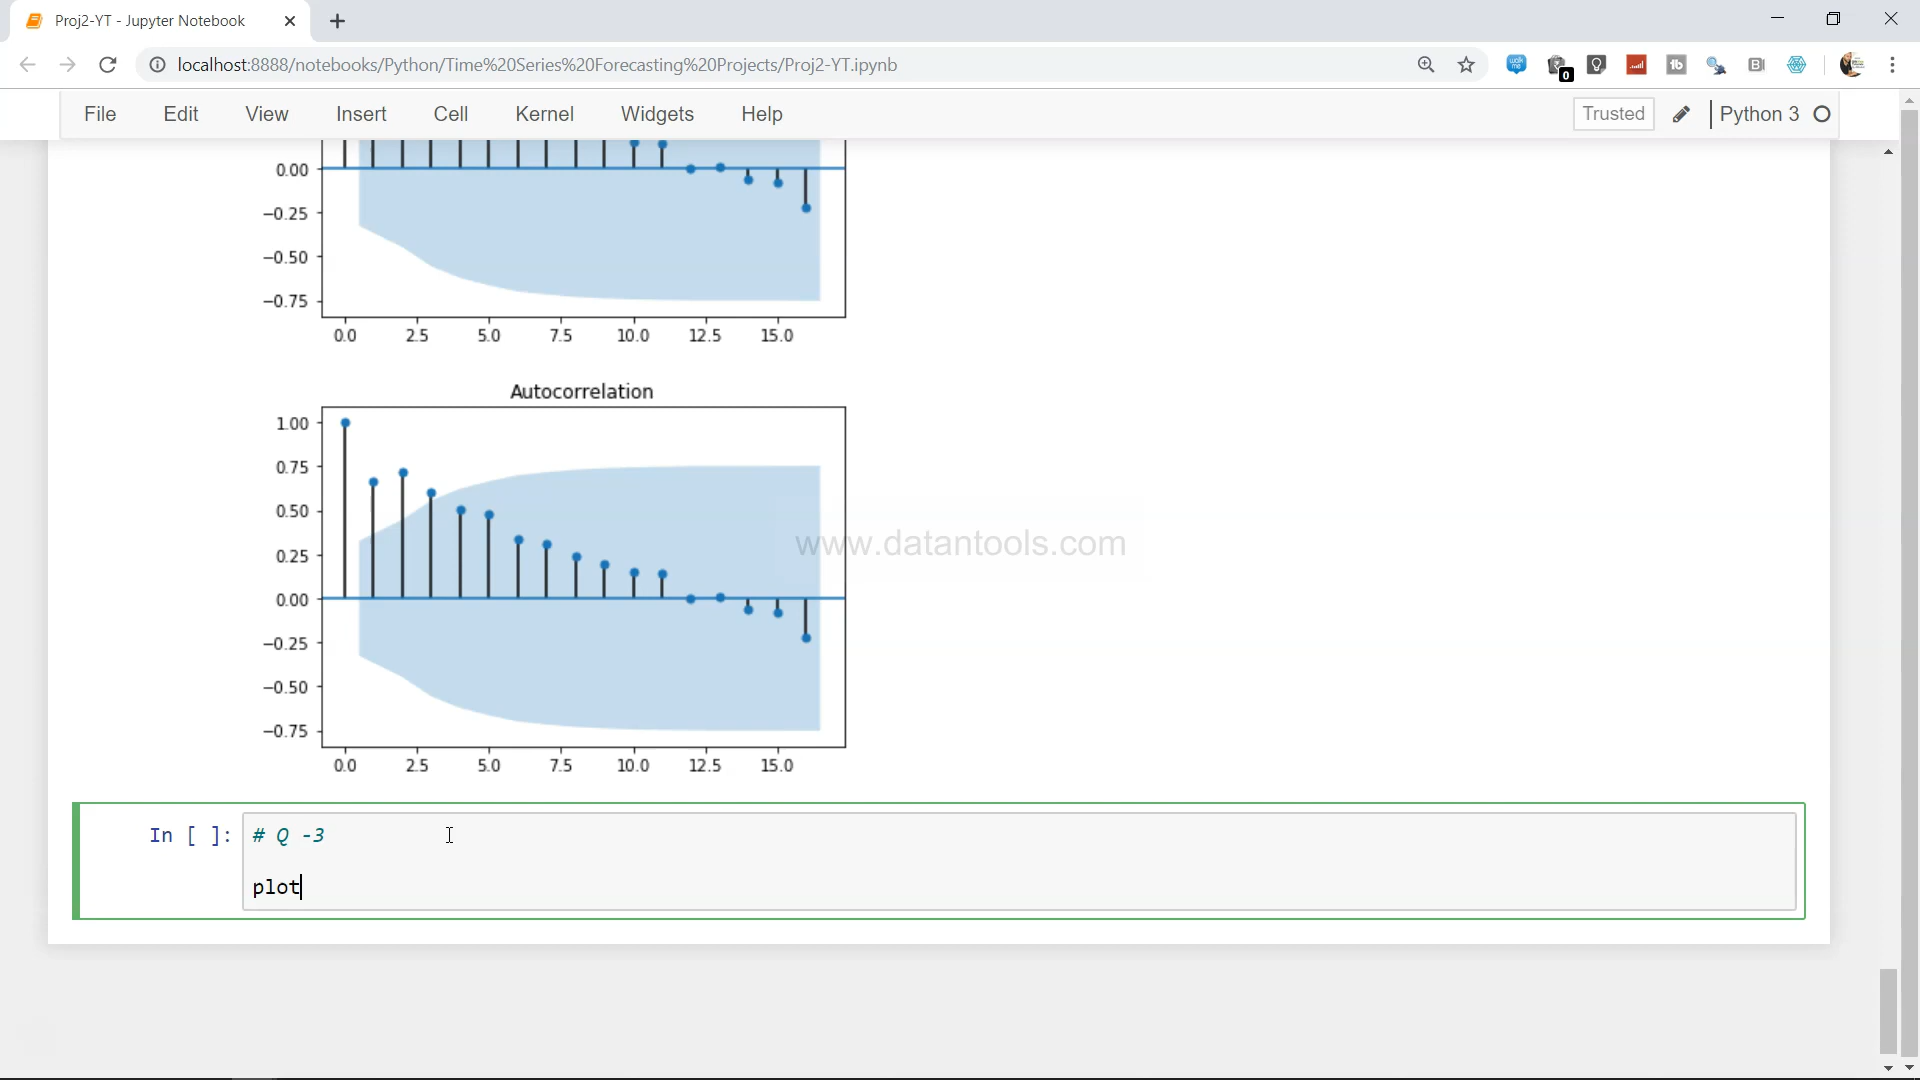 Proj2-YT - Jupyter Notebook
localhost:8888/notebooks/Python/Time%20Series%20Forecasting%20Projects/Proj2-YT.ipynb
0
File Edit View Insert Cell Kernel Widgets Help
Trusted
Python 3
0.00
−0.25
−0.50
−0.75
0.0 2.5 5.0 7.5 10.0 12.5 15.0
Autocorrelation
1.00
0.75
0.50
0.25
0.00
−0.25
−0.50
−0.75
0.0 2.5 5.0 7.5 10.0 12.5 15.0
www.datantools.com
In [ ]: # Q -3
plot